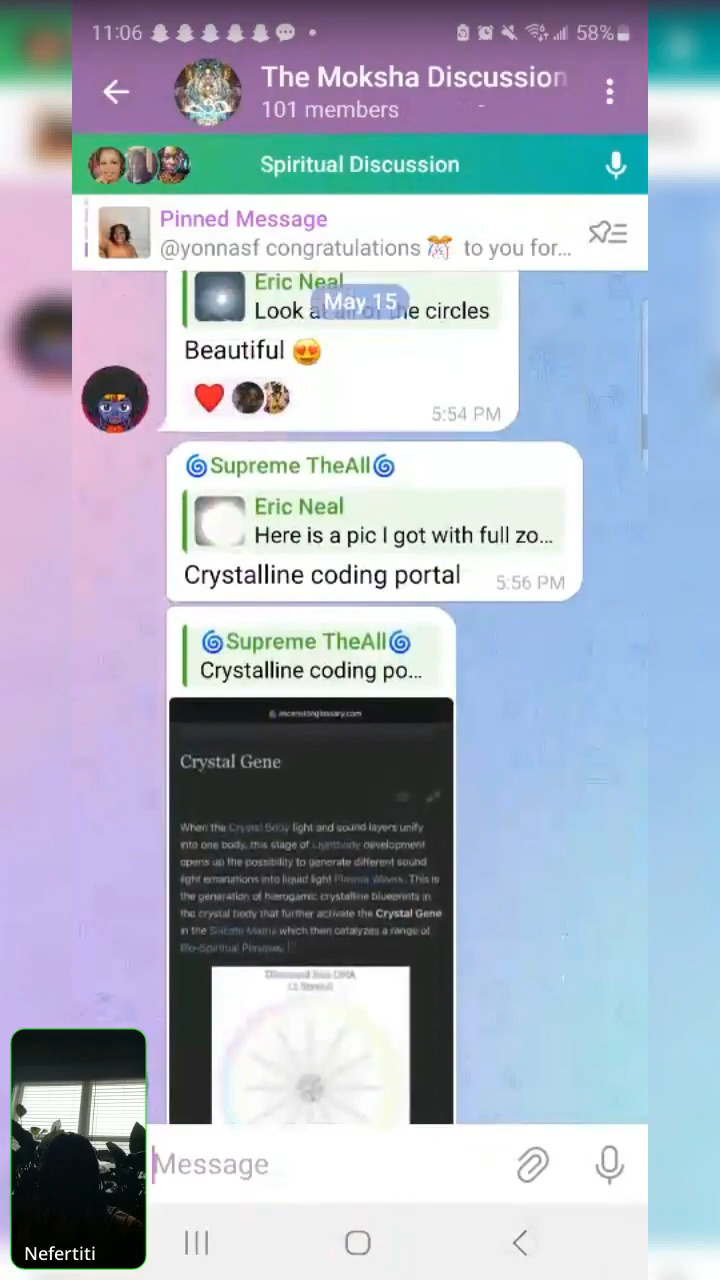 11:06
58%
The Moksha Discussion
101 members
Spiritual Discussion
Pinned Message
@yonnasf congratulations 🎊 to you for...
Eric Neal
May 15
Look at all of the circles
Beautiful 😍
5:54 PM
🌀Supreme TheAll🌀
Eric Neal
Here is a pic I got with full zo...
Crystalline coding portal
5:56 PM
🌀Supreme TheAll🌀
Crystalline coding po...
ascensionglossary.com
Crystal Gene
When the Crystal Body light and sound layers unify
into one body, this stage of Lightbody development
opens up the possibility to generate different sound
light emanations into liquid light Plasma Waves. This is
the generation of hierogamic crystalline blueprints in
the crystal body that further activate the Crystal Gene
in the Silicate Matrix which then catalyzes a range of
Bio-Spiritual Plasmas.
DNA
12 Strand
Message
Nefertiti